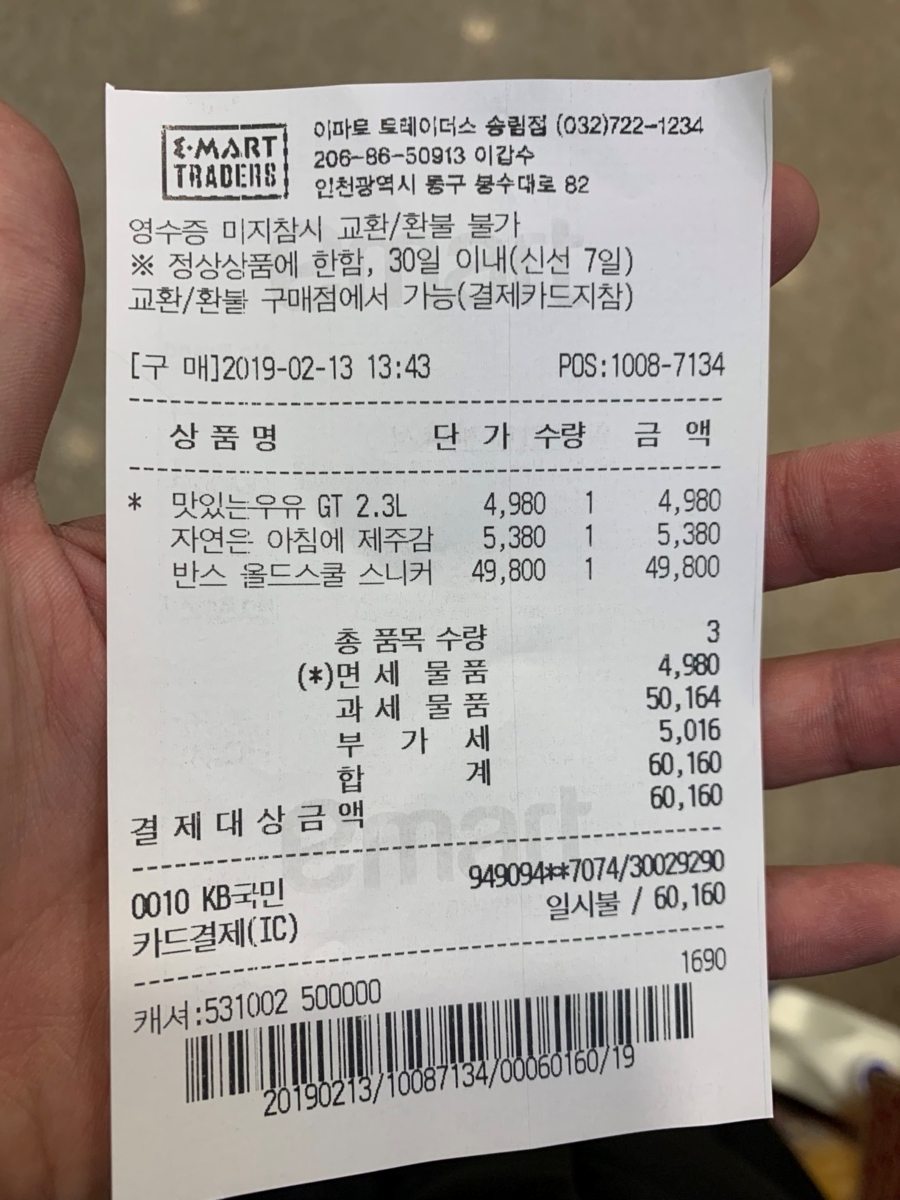 E·MART
TRADERS
이마트 트레이더스 송림점 (032)722-1234
206-86-50913 이갑수
인천광역시 동구 봉수대로 82
영수증 미지참시 교환/환불 불가
※ 정상상품에 한함, 30일 이내(신선 7일)
교환/환불 구매점에서 가능(결제카드지참)
[구 매]2019-02-13 13:43 POS:1008-7134
상품명 단가 수량 금액
* 맛있는우유 GT 2.3L 4,980 1 4,980
자연은 아침에 제주감 5,380 1 5,380
반스 올드스쿨 스니커 49,800 1 49,800
총 품목 수량 3
(*)면세 물품 4,980
과세 물품 50,164
부가세 5,016
합계 60,160
결제대상금액 60,160
0010 KB국민 949094**7074/30029290
카드결제(IC) 일시불 / 60,160
캐셔:531002 500000 1690
20190213/10087134/00060160/19